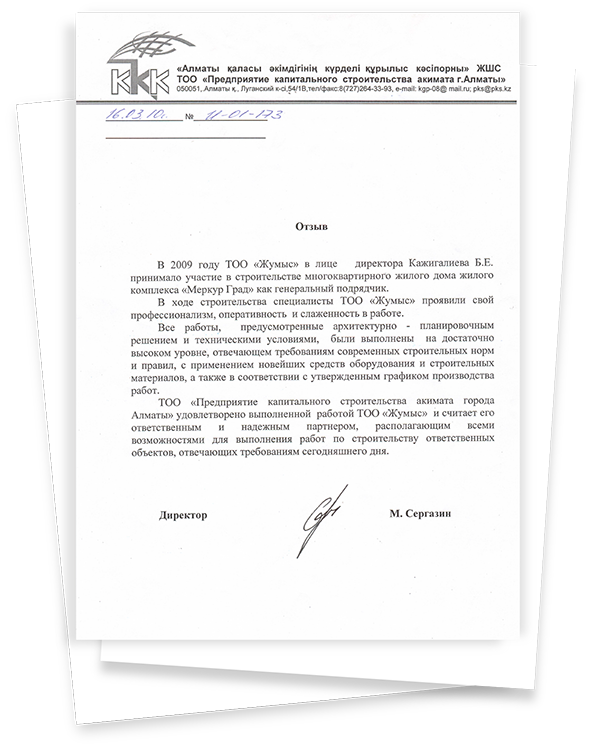 ҚКҚ
«Алматы қаласы әкімдігінің күрделі құрылыс кәсіпорны» ЖШС
ТОО «Предприятие капитального строительства акимата г.Алматы»
050051, Алматы қ., Луганский к-сі,54/1В,тел/факс:8(727)264-33-93, e-mail: kgp-08@ mail.ru; pks@pks.kz
16.03.10г. № 11-01-173
Отзыв
В 2009 году ТОО «Жумыс» в лице директора Кажигалиева Б.Е.
принимало участие в строительстве многоквартирного жилого дома жилого
комплекса «Меркур Град» как генеральный подрядчик.
В ходе строительства специалисты ТОО «Жумыс» проявили свой
профессионализм, оперативность и слаженность в работе.
Все работы, предусмотренные архитектурно - планировочным
решением и техническими условиями, были выполнены на достаточно
высоком уровне, отвечающем требованиям современных строительных норм
и правил, с применением новейших средств оборудования и строительных
материалов, а также в соответствии с утвержденным графиком производства
работ.
ТОО «Предприятие капитального строительства акимата города
Алматы» удовлетворено выполненной работой ТОО «Жумыс» и считает его
ответственным и надежным партнером, располагающим всеми
возможностями для выполнения работ по строительству ответственных
объектов, отвечающих требованиям сегодняшнего дня.
Директор М. Сергазин